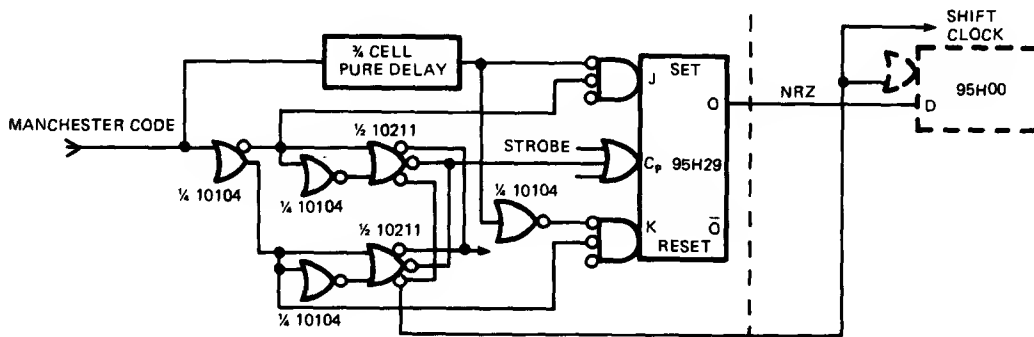 SHIFT
CLOCK
¾ CELL
PURE DELAY
J
SET
O
NRZ
D
95H00
MANCHESTER CODE
½ 10211
STROBE
Cp
95H29
¼ 10104
¼ 10104
¼ 10104
½ 10211
K
Ō
RESET
¼ 10104